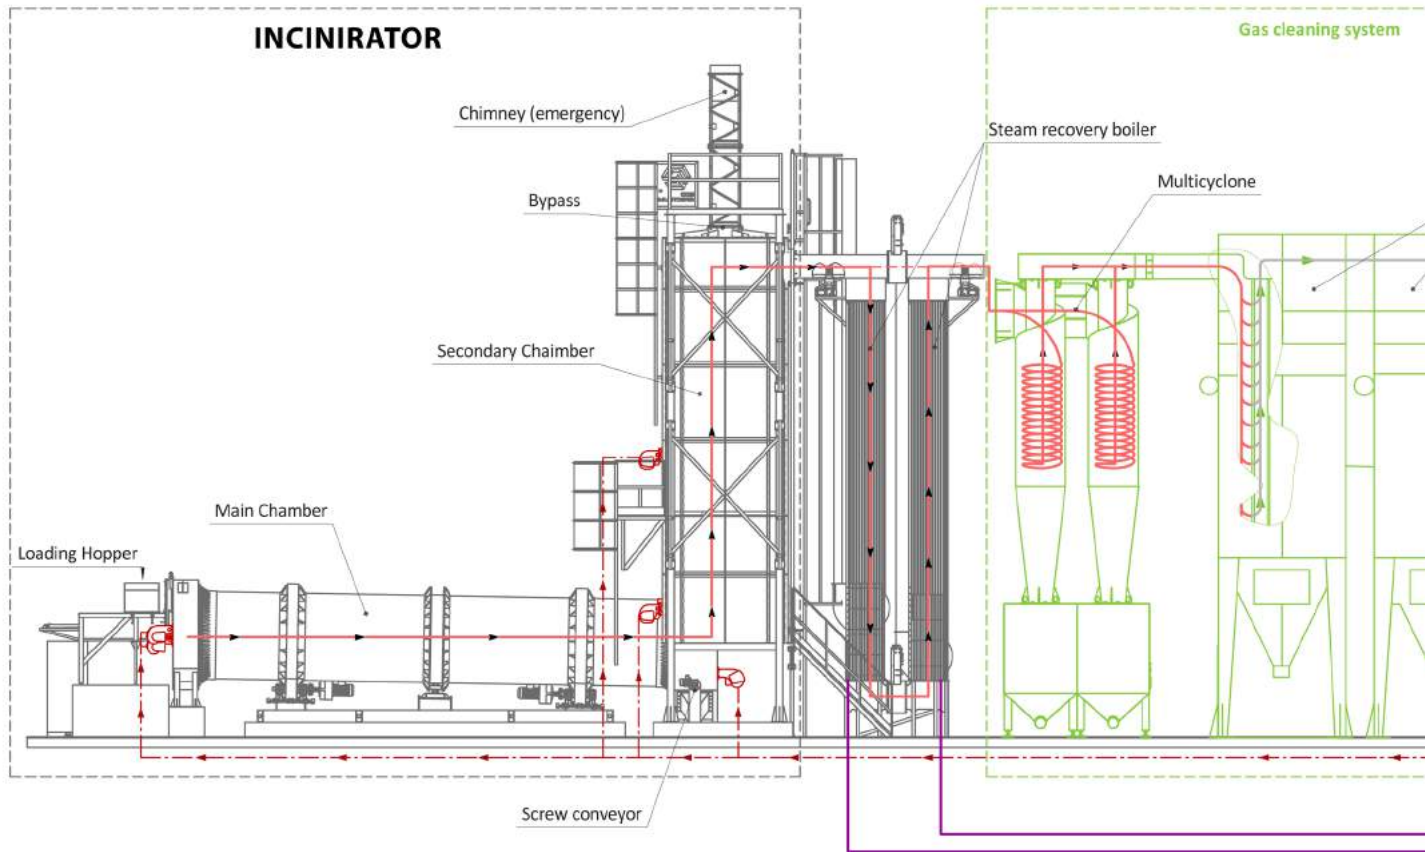 INCINIRATOR
Gas cleaning system
Chimney (emergency)
Steam recovery boiler
Multicyclone
Bypass
Secondary Chaimber
Main Chamber
Loading Hopper
Screw conveyor